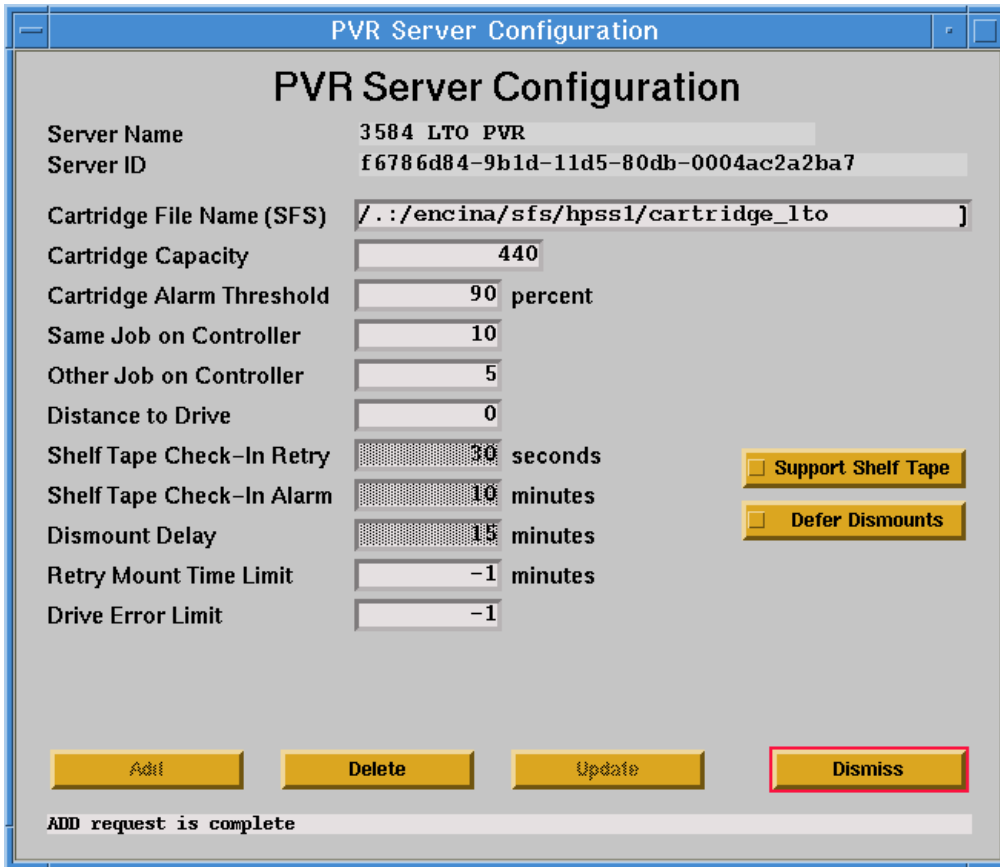 PVR Server Configuration
PVR Server Configuration
Server Name 3584 LTO PVR
Server ID f6786d84-9b1d-11d5-80db-0004ac2a2ba7
Cartridge File Name (SFS) /.:/encina/sfs/hpss1/cartridge_lto ]
Cartridge Capacity 440
Cartridge Alarm Threshold 90 percent
Same Job on Controller 10
Other Job on Controller 5
Distance to Drive 0
Shelf Tape Check-In Retry 30 seconds
Support Shelf Tape
Shelf Tape Check-In Alarm 10 minutes
Defer Dismounts
Dismount Delay 15 minutes
Retry Mount Time Limit -1 minutes
Drive Error Limit -1
Add Delete Update Dismiss
ADD request is complete